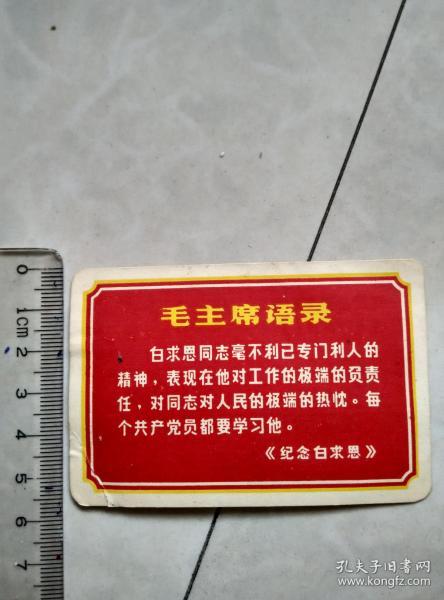 毛主席语录
白求恩同志毫不利己专门利人的
精神，表现在他对工作的极端的负责
任，对同志对人民的极端的热忱。每
个共产党员都要学习他。
《纪念白求恩》
0 1cm 2 3 4 5 6 7
孔夫子旧书网
www.kongfz.com